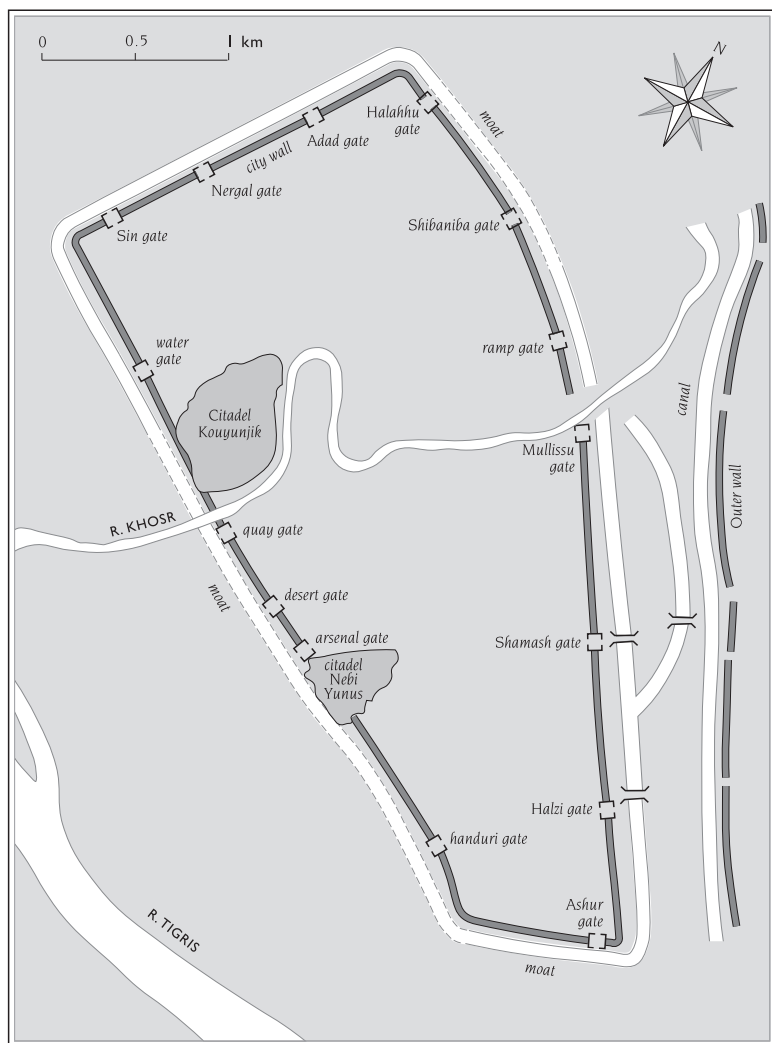 0 0.5 1 km
N
Halahhu
gate
moat
Adad gate
city wall
Nergal gate
Sin gate
Shibaniba gate
water
gate
ramp gate
Citadel
Kouyunjik
canal
Mullissu
gate
Outer wall
R. KHOSR
quay gate
moat
desert gate
arsenal gate
Shamash gate
citadel
Nebi
Yunus
Halzi gate
handuri gate
Ashur
gate
R. TIGRIS
moat